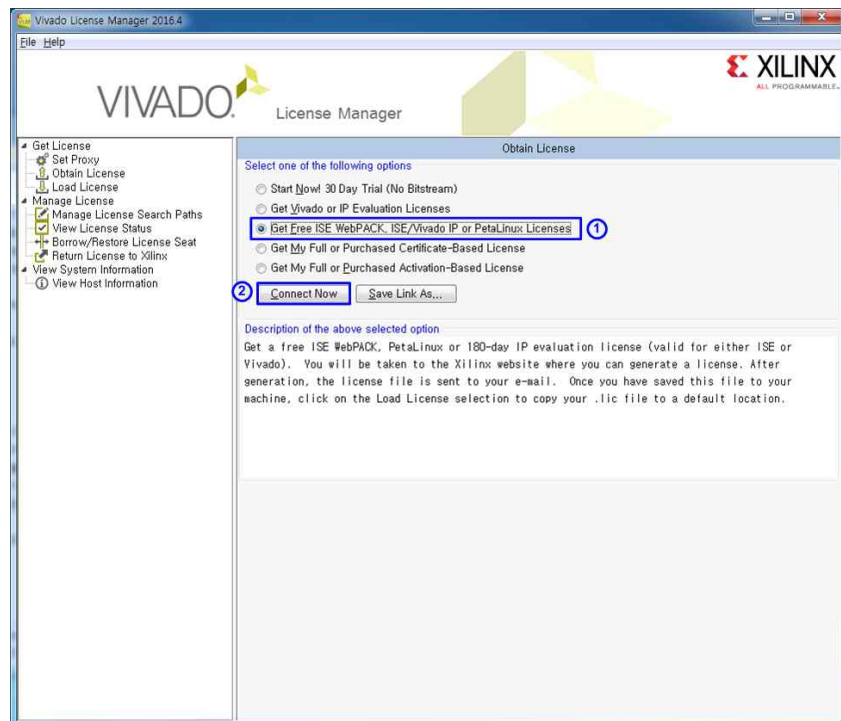 Vivado License Manager 2016.4
File Help
VIVADO.
License Manager
XILINX
ALL PROGRAMMABLE.
Get License
Set Proxy
Obtain License
Load License
Manage License
Manage License Search Paths
View License Status
Borrow/Restore License Seat
Return License to Xilinx
View System Information
View Host Information
Obtain License
Select one of the following options
Start Now! 30 Day Trial (No Bitstream)
Get Vivado or IP Evaluation Licenses
Get Free ISE WebPACK, ISE/Vivado IP or PetaLinux Licenses
①
Get My Full or Purchased Certificate-Based License
Get My Full or Purchased Activation-Based License
②
Connect Now
Save Link As...
Description of the above selected option
Get a free ISE WebPACK, PetaLinux or 180-day IP evaluation license (valid for either ISE or
Vivado). You will be taken to the Xilinx website where you can generate a license. After
generation, the license file is sent to your e-mail. Once you have saved this file to your
machine, click on the Load License selection to copy your .lic file to a default location.